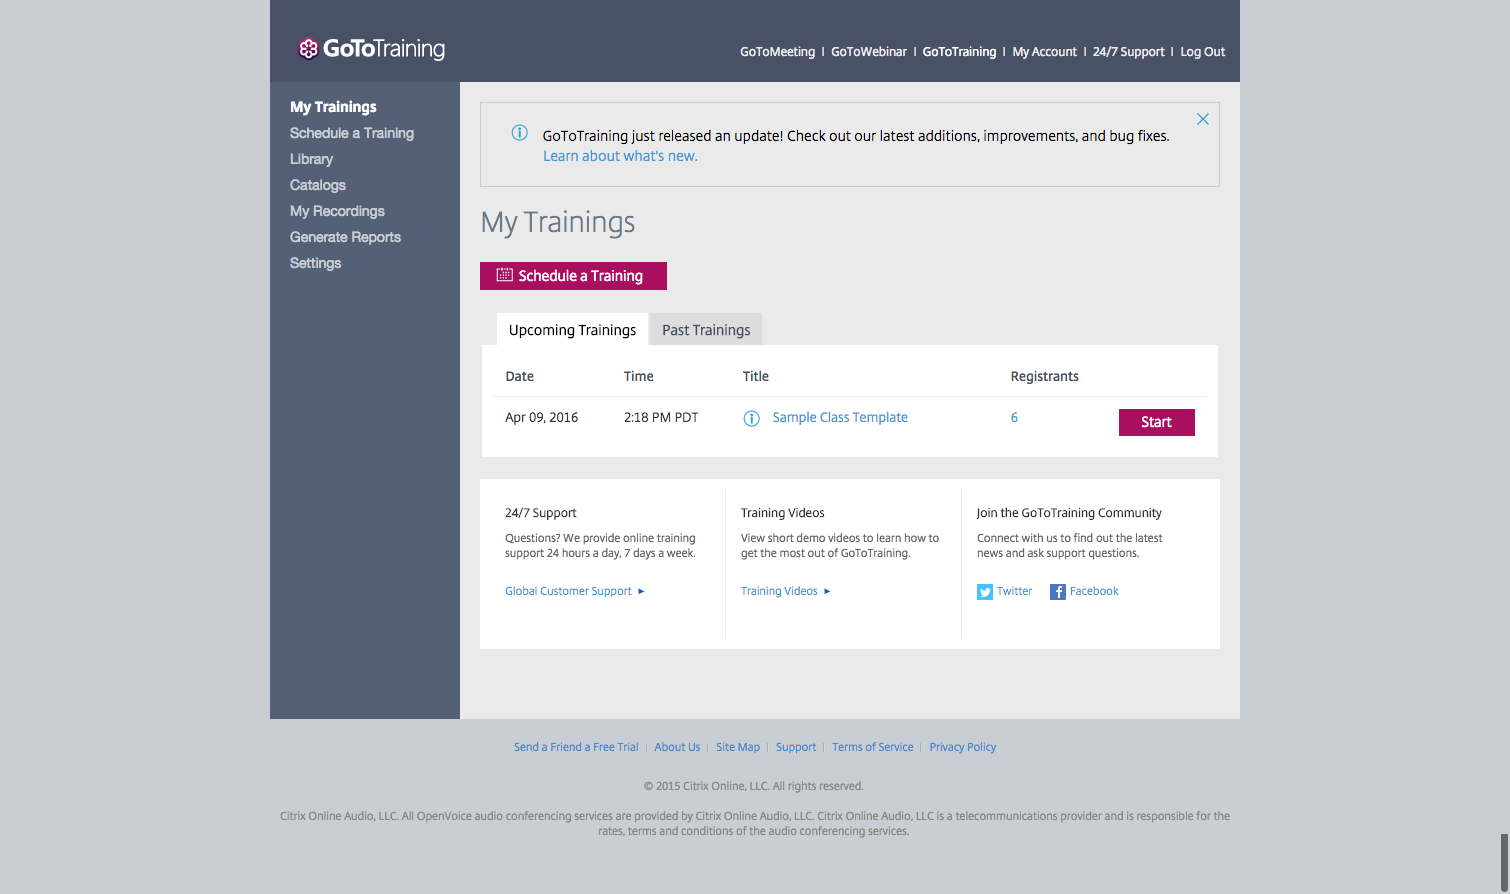 GoToTraining
GoToMeeting | GoToWebinar | GoToTraining | My Account | 24/7 Support | Log Out
My Trainings
Schedule a Training
Library
Catalogs
My Recordings
Generate Reports
Settings
GoToTraining just released an update! Check out our latest additions, improvements, and bug fixes.
Learn about what's new.
My Trainings
Schedule a Training
Upcoming Trainings Past Trainings
Date Time Title Registrants
Apr 09, 2016 2:18 PM PDT Sample Class Template 6 Start
24/7 Support
Questions? We provide online training
support 24 hours a day, 7 days a week.
Global Customer Support
Training Videos
View short demo videos to learn how to
get the most out of GoToTraining.
Training Videos
Join the GoToTraining Community
Connect with us to find out the latest
news and ask support questions.
Twitter Facebook
Send a Friend a Free Trial | About Us | Site Map | Support | Terms of Service | Privacy Policy
© 2015 Citrix Online, LLC. All rights reserved.
Citrix Online Audio, LLC. All OpenVoice audio conferencing services are provided by Citrix Online Audio, LLC. Citrix Online Audio, LLC is a telecommunications provider and is responsible for the
rates, terms and conditions of the audio conferencing services.